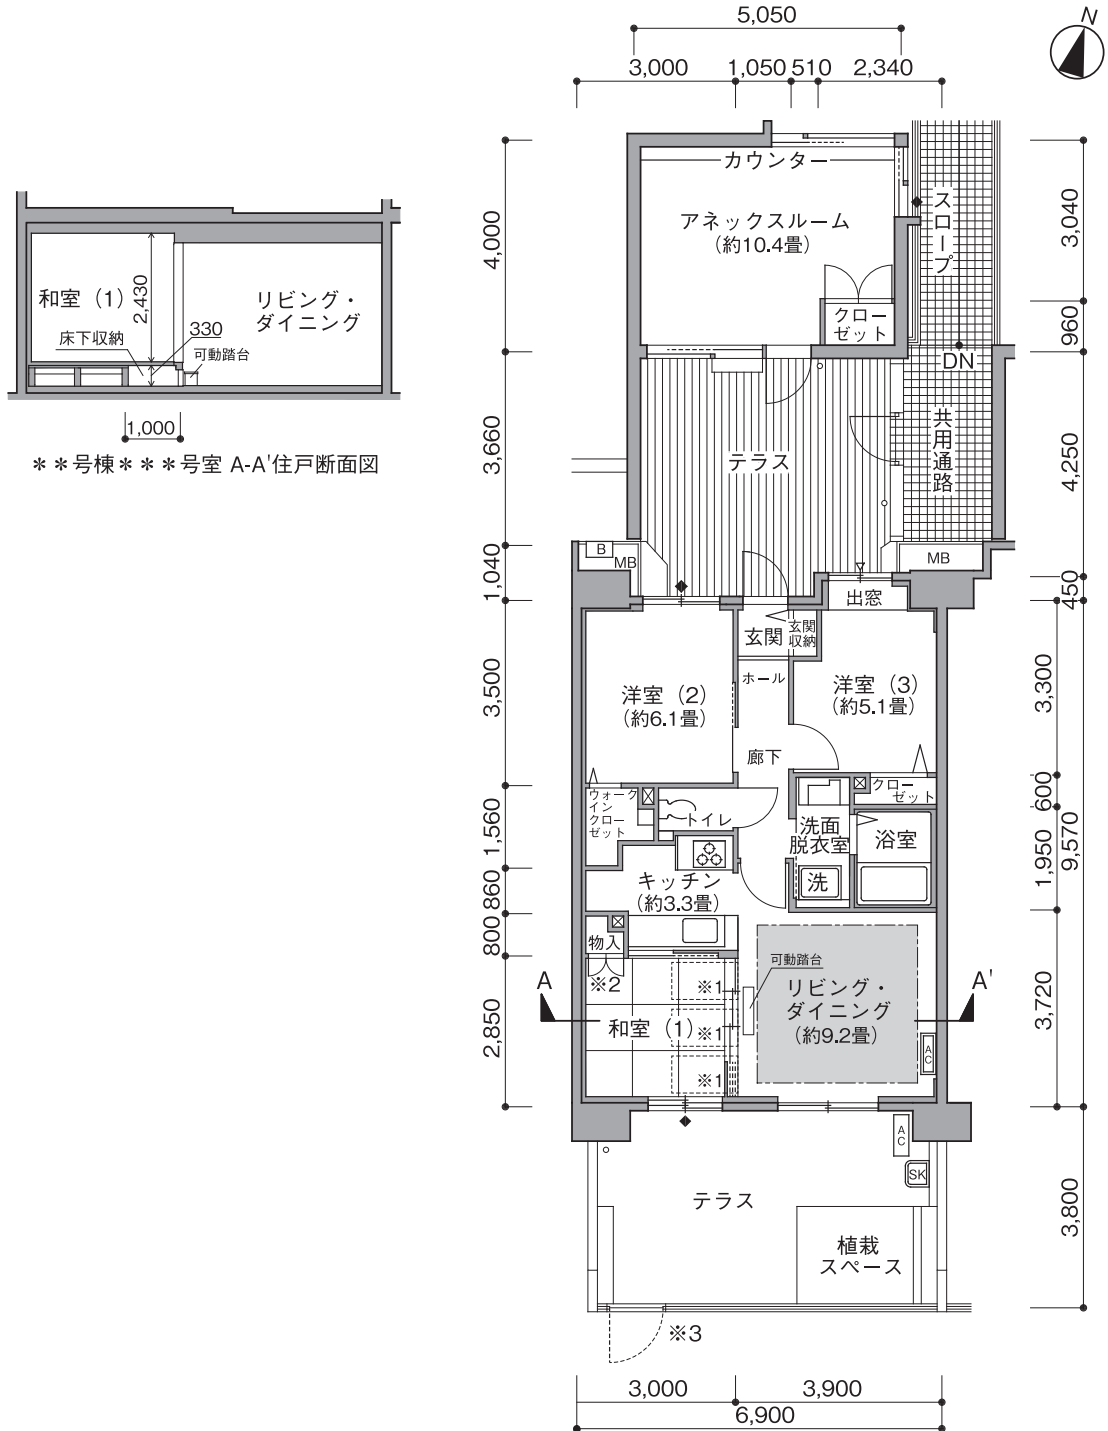 5,050
3,000
1,050
510
2,340
N
カウンター
アネックスルーム
(約10.4畳)
クロー
ゼット
スロープ
DN
共用通路
テラス
4,000
3,660
1,040
3,500
1,560
860
800
2,850
3,040
960
4,250
450
3,300
600
1,950
9,570
3,720
3,800
和室 (1)
2,430
リビング・
ダイニング
床下収納
330
可動踏台
1,000
**号棟***号室 A-A'住戸断面図
B
MB
MB
出窓
玄関
玄関
収納
ホール
洋室 (2)
(約6.1畳)
洋室 (3)
(約5.1畳)
廊下
ウォーク
イン
クロー
ゼット
トイレ
クロー
ゼット
洗面
脱衣室
浴室
洗
キッチン
(約3.3畳)
物入
※2
可動踏台
リビング・
ダイニング
(約9.2畳)
A
A'
和室 (1)
※1
※1
※1
AC
AC
SK
テラス
植栽
スペース
※3
3,000
3,900
6,900